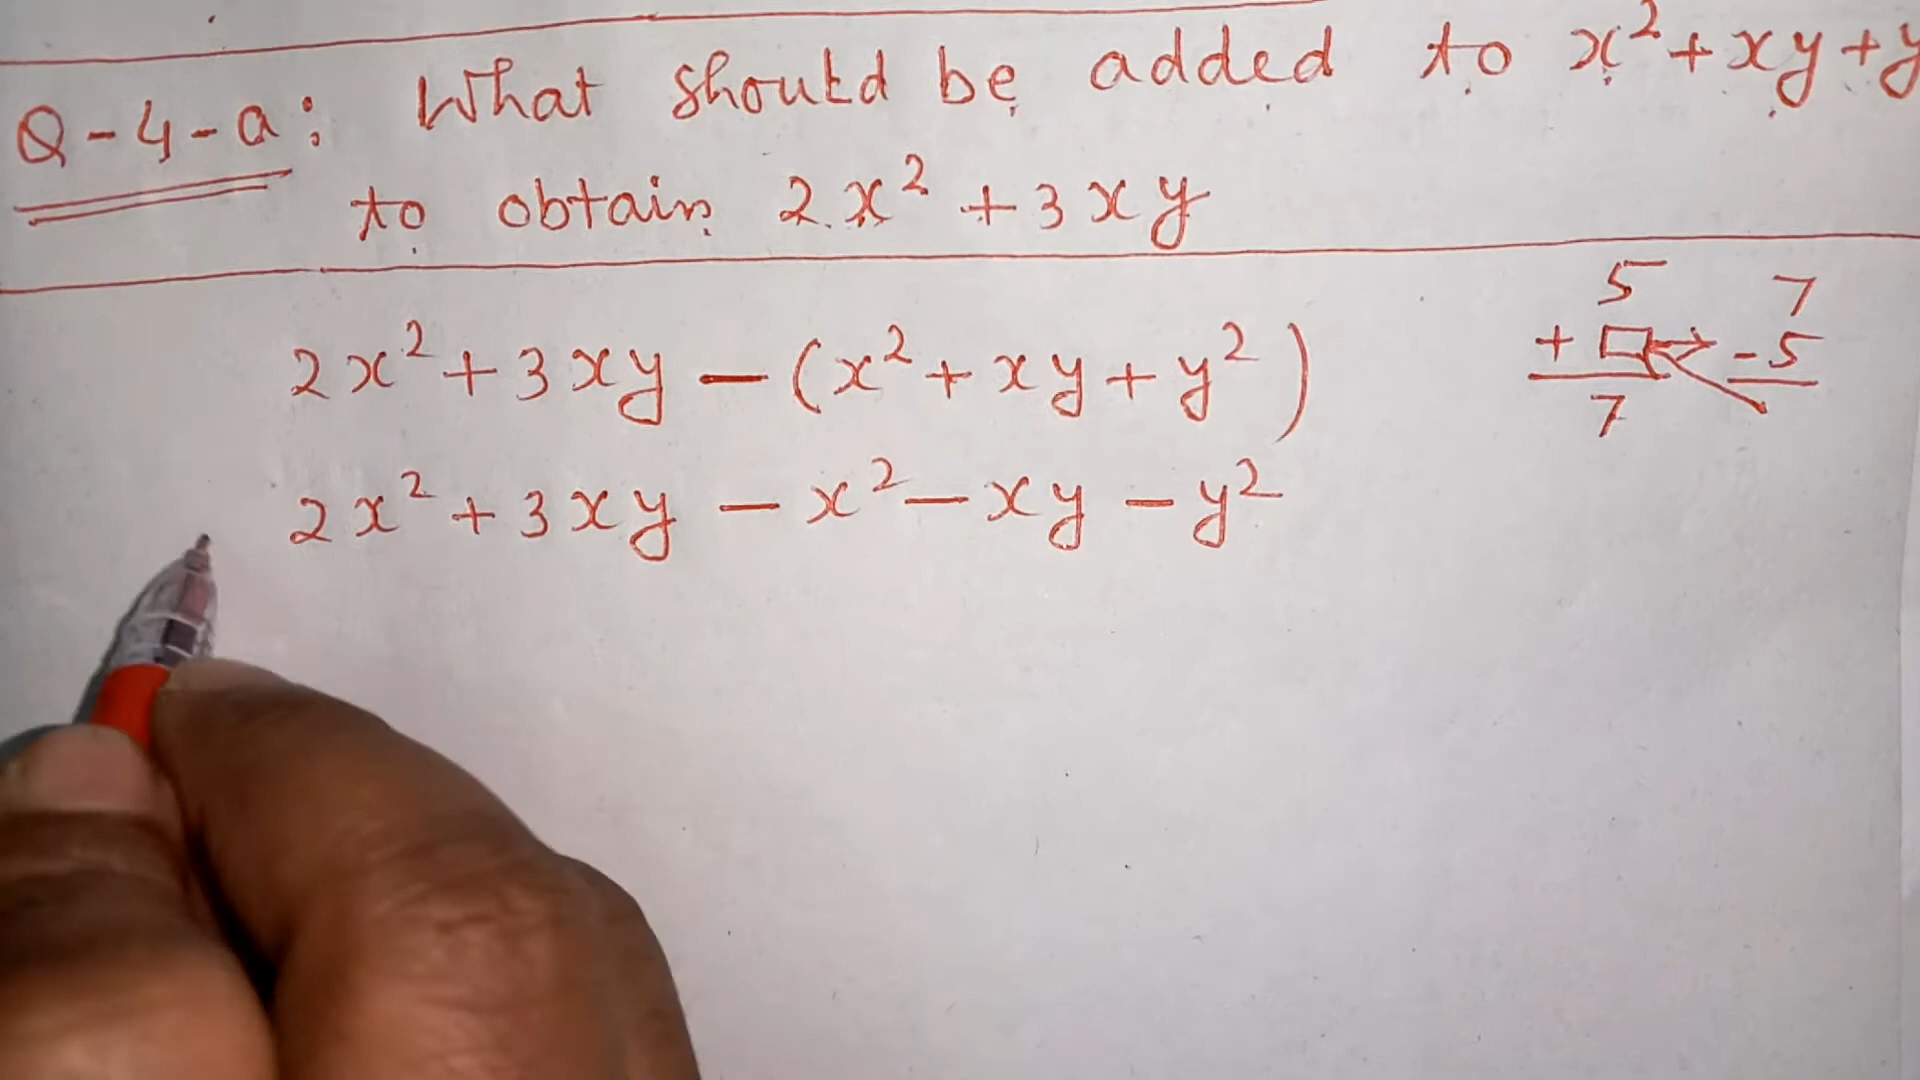 Q-4-a: What should be added to x²+xy+y
to obtain 2x²+3xy
2x²+3xy-(x²+xy+y²)
2x²+3xy-x²-xy-y²
5 7
+ □ → -5
7